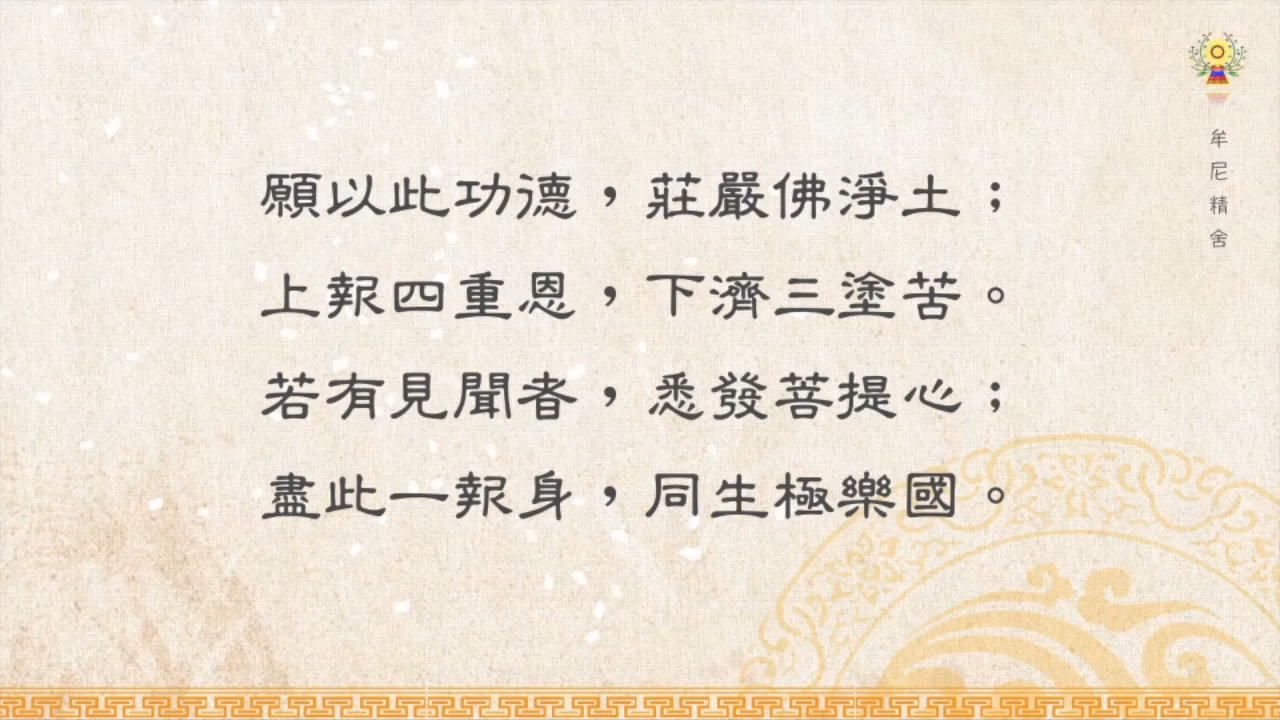 願以此功德，莊嚴佛淨土；
上報四重恩，下濟三塗苦。
若有見聞者，悉發菩提心；
盡此一報身，同生極樂國。
牟尼精舍